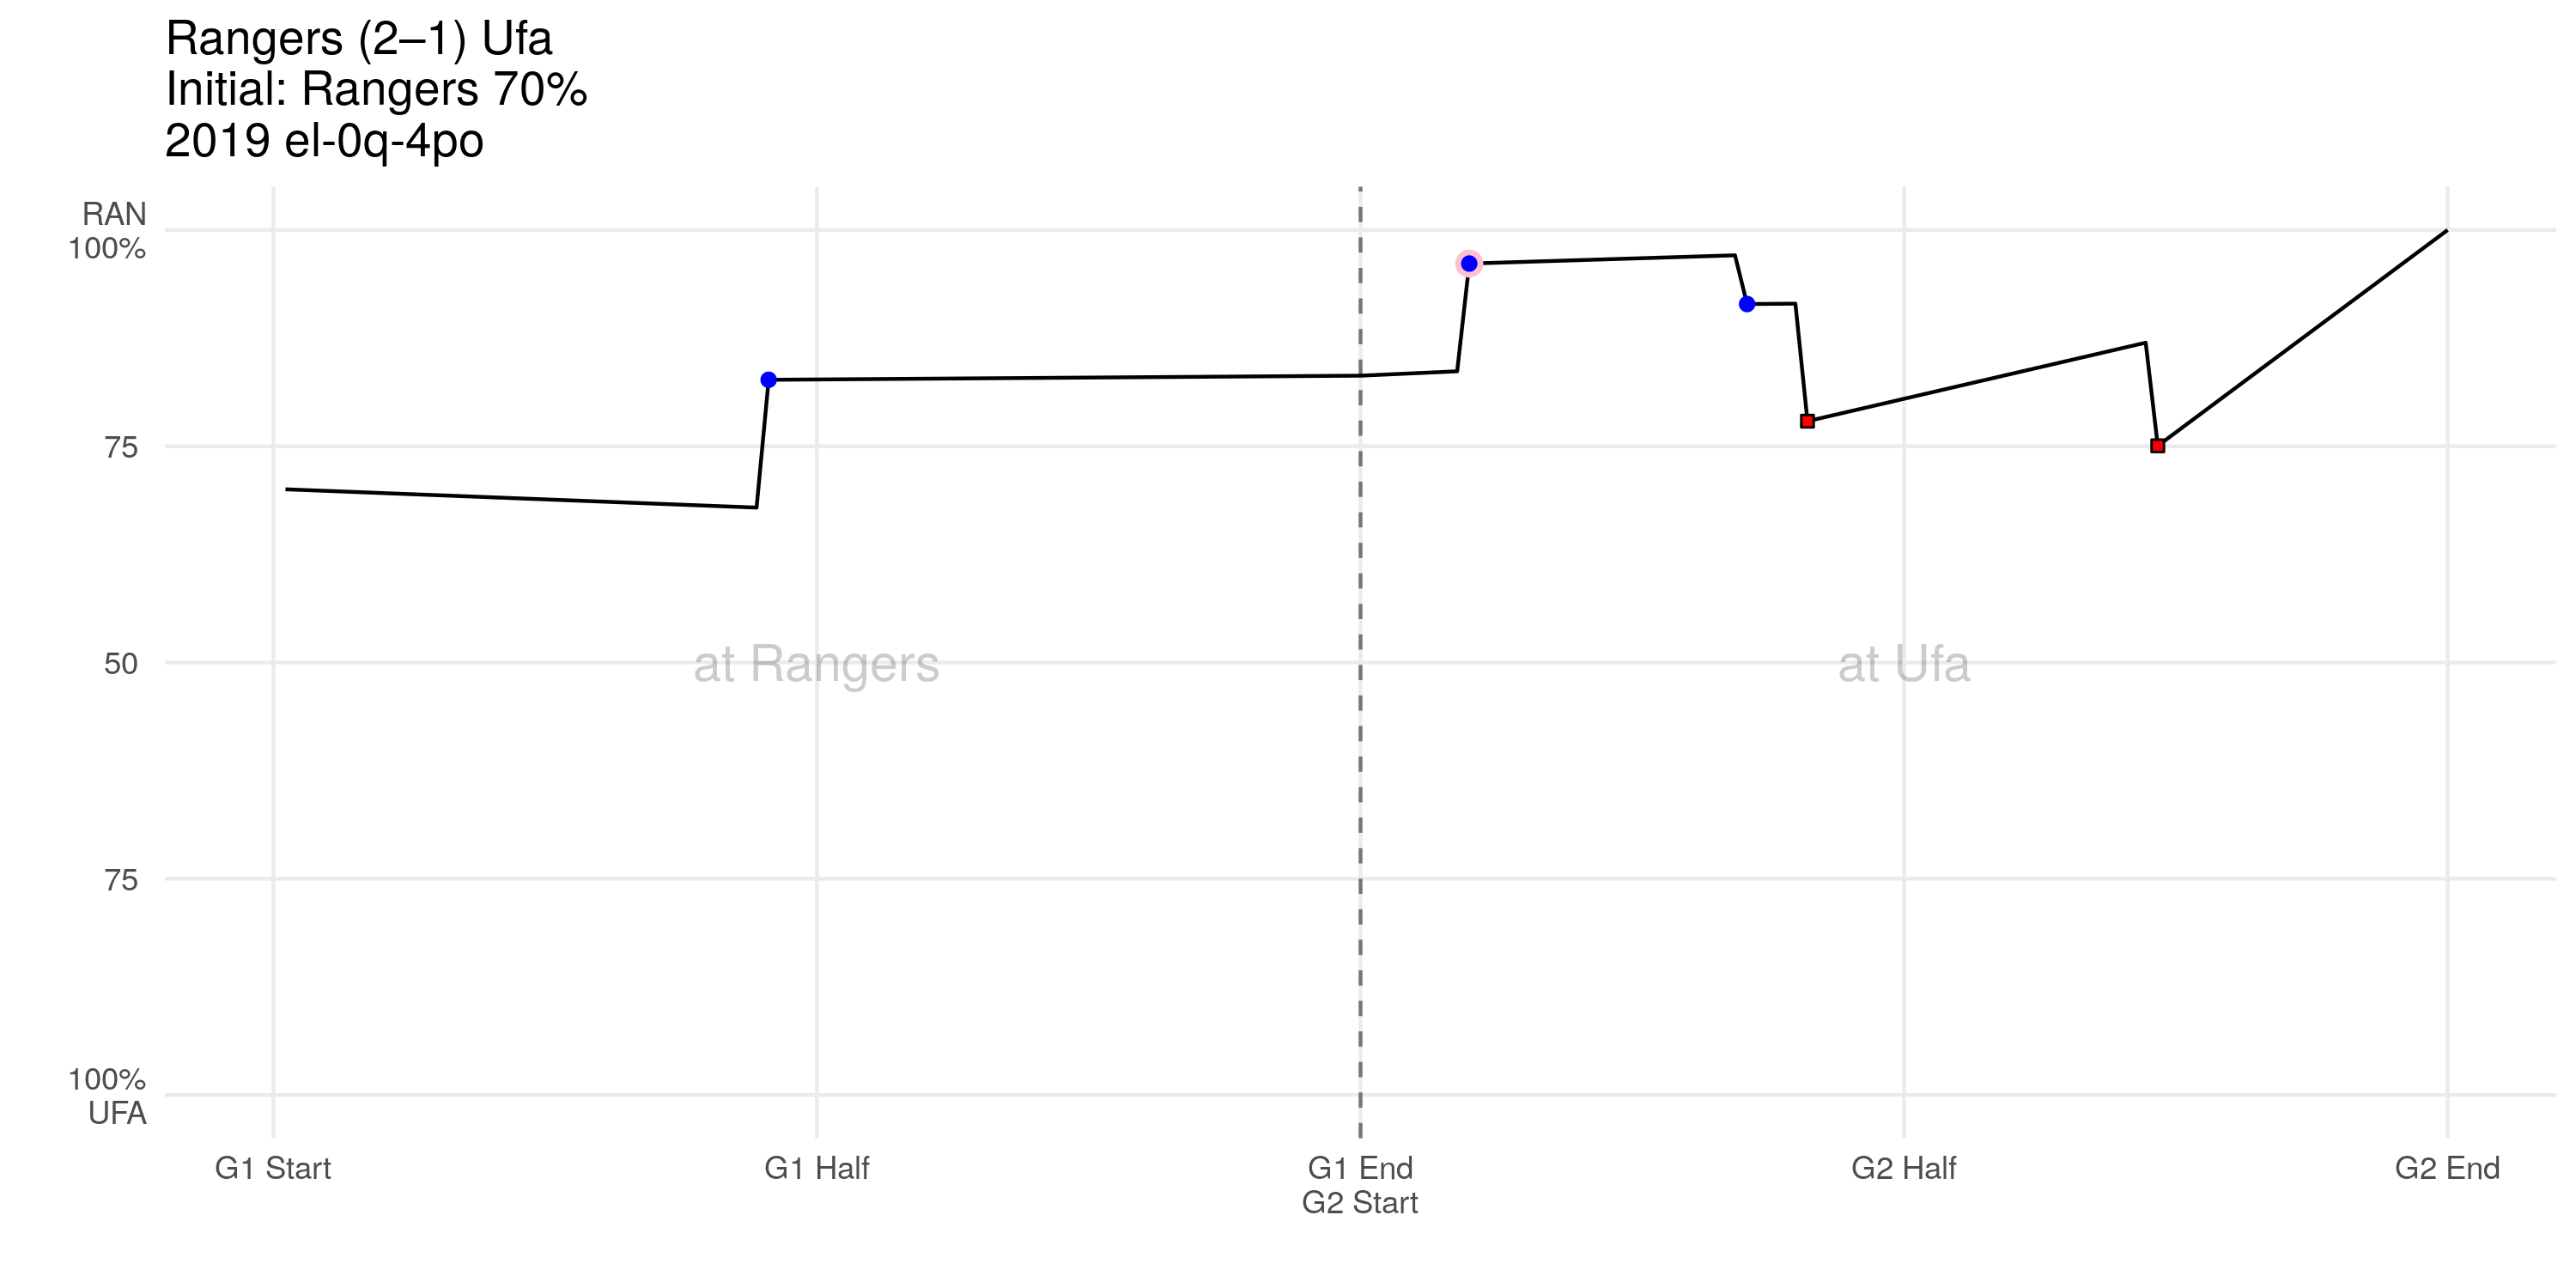 Rangers (2–1) Ufa
Initial: Rangers 70%
2019 el-0q-4po
RAN
100%
75
50
75
100%
UFA
at Rangers
at Ufa
G1 Start
G1 Half
G1 End
G2 Start
G2 Half
G2 End